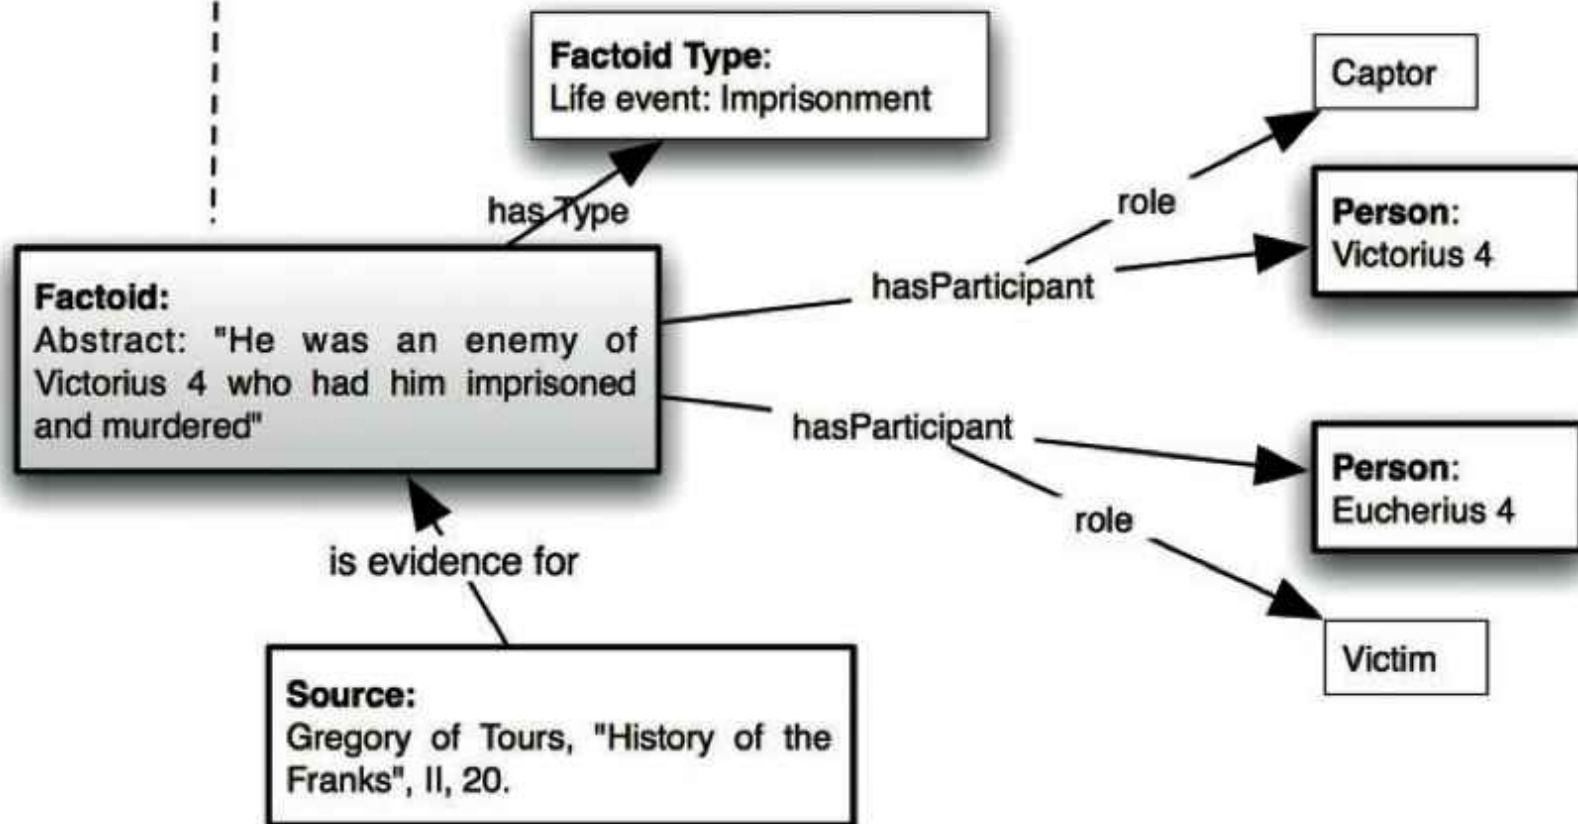 Factoid Type:
Life event: Imprisonment
Captor
has Type
role
Person:
Victorius 4
hasParticipant
Factoid:
Abstract: "He was an enemy of
Victorius 4 who had him imprisoned
and murdered"
hasParticipant
Person:
Eucherius 4
role
is evidence for
Victim
Source:
Gregory of Tours, "History of the
Franks", II, 20.